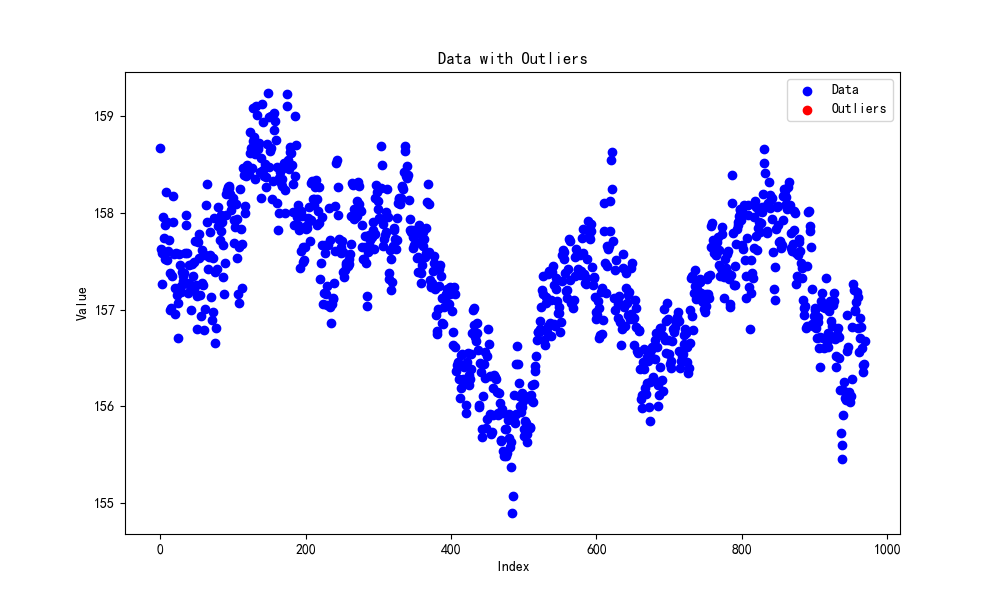 Data with Outliers
Data
Outliers
159
158
157
156
155
Value
0 200 400 600 800 1000
Index